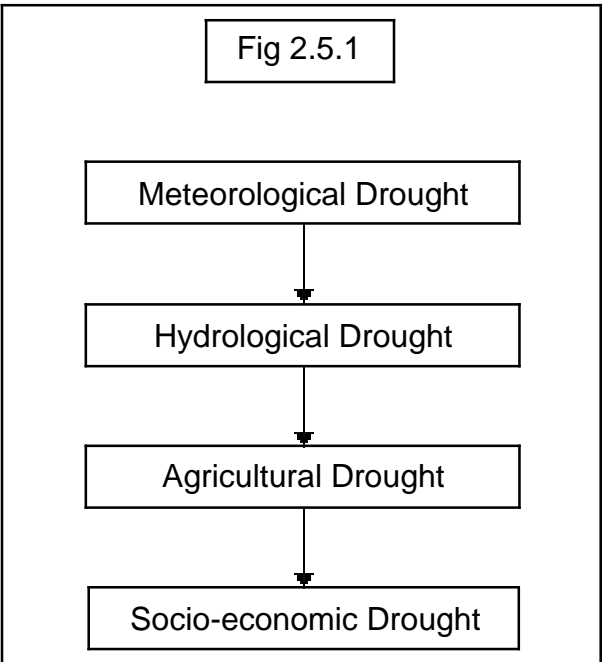 Fig 2.5.1
Meteorological Drought
Hydrological Drought
Agricultural Drought
Socio-economic Drought